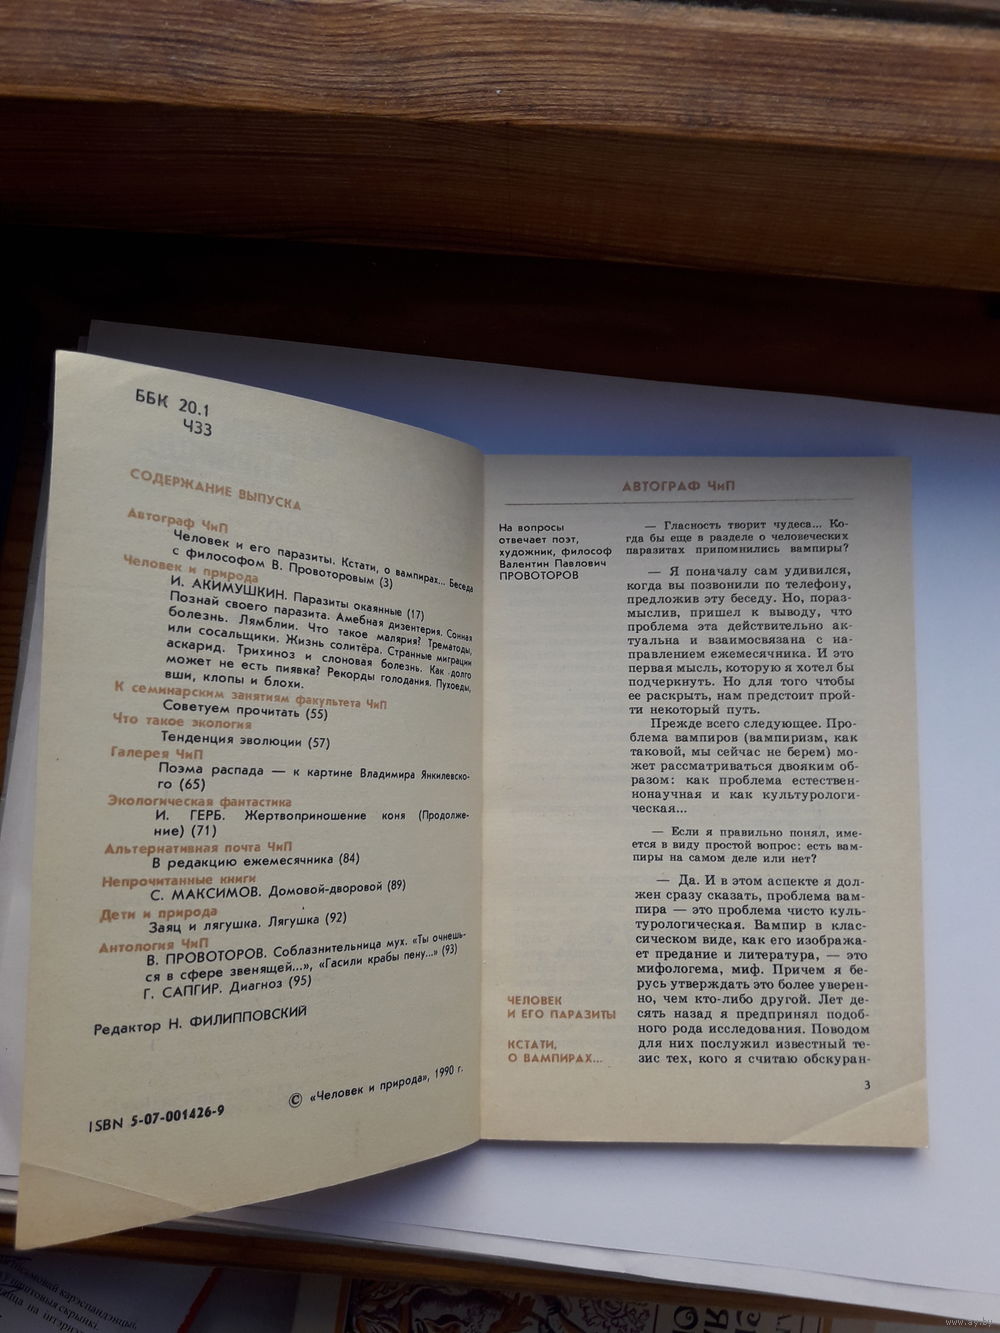 ББК 20.1
Ч33
СОДЕРЖАНИЕ ВЫПУСКА
Автограф ЧиП
Человек и его паразиты. Кстати, о вампирах... Беседа
с философом В. Провоторовым (3)
Человек и природа
И. АКИМУШКИН. Паразиты окаянные (17)
Познай своего паразита. Амебная дизентерия. Сонная
болезнь. Лямблии. Что такое малярия? Трематоды,
или сосальщики. Жизнь солитёра. Странные миграции
аскарид. Трихиноз и слоновая болезнь. Как долго
может не есть пиявка? Рекорды голодания. Пухоеды,
вши, клопы и блохи.
К семинарским занятиям факультета ЧиП
Советуем прочитать (55)
Что такое экология
Тенденция эволюции (57)
Галерея ЧиП
Поэма распада — к картине Владимира Янкилевско-
го (65)
Экологическая фантастика
И. ГЕРБ. Жертвоприношение коня (Продолже-
ние) (71)
Альтернативная почта ЧиП
В редакцию ежемесячника (84)
Непрочитанные книги
С. МАКСИМОВ. Домовой-дворовой (89)
Дети и природа
Заяц и лягушка. Лягушка (92)
Антология ЧиП
В. ПРОВОТОРОВ. Соблазнительница мух. «Ты очнешь-
ся в сфере звенящей...», «Гасили крабы пену...» (93)
Г. САПГИР. Диагноз (95)
Редактор Н. ФИЛИППОВСКИЙ
© «Человек и природа», 1990 г.
ISBN 5-07-001426-9
АВТОГРАФ ЧиП
На вопросы
отвечает поэт,
художник, философ
Валентин Павлович
ПРОВОТОРОВ
— Гласность творит чудеса... Ко-
гда бы еще в разделе о человеческих
паразитах припомнились вампиры?
— Я поначалу сам удивился,
когда вы позвонили по телефону,
предложив эту беседу. Но, пораз-
мыслив, пришел к выводу, что
проблема эта действительно ак-
туальна и взаимосвязана с на-
правлением ежемесячника. И это
первая мысль, которую я хотел бы
подчеркнуть. Но для того чтобы
ее раскрыть, нам предстоит прой-
ти некоторый путь.
Прежде всего следующее. Про-
блема вампиров (вампиризм, как
таковой, мы сейчас не берем) мо-
жет рассматриваться двояким об-
разом: как проблема естествен-
нонаучная и как культурологи-
ческая...
— Если я правильно понял, име-
ется в виду простой вопрос: есть вам-
пиры на самом деле или нет?
— Да. И в этом аспекте я дол-
жен сразу сказать, проблема вам-
пира — это проблема чисто куль-
турологическая. Вампир в клас-
сическом виде, как его изобража-
ет предание и литература, — это
мифологема, миф. Причем я бе-
русь утверждать это более уверен-
но, чем кто-либо другой. Лет де-
сять назад я предпринял подоб-
ного рода исследования. Поводом
для них послужил известный те-
зис тех, кого я считаю обскуран-
ЧЕЛОВЕК
И ЕГО ПАРАЗИТЫ
КСТАТИ,
О ВАМПИРАХ...
3
www.ay.by